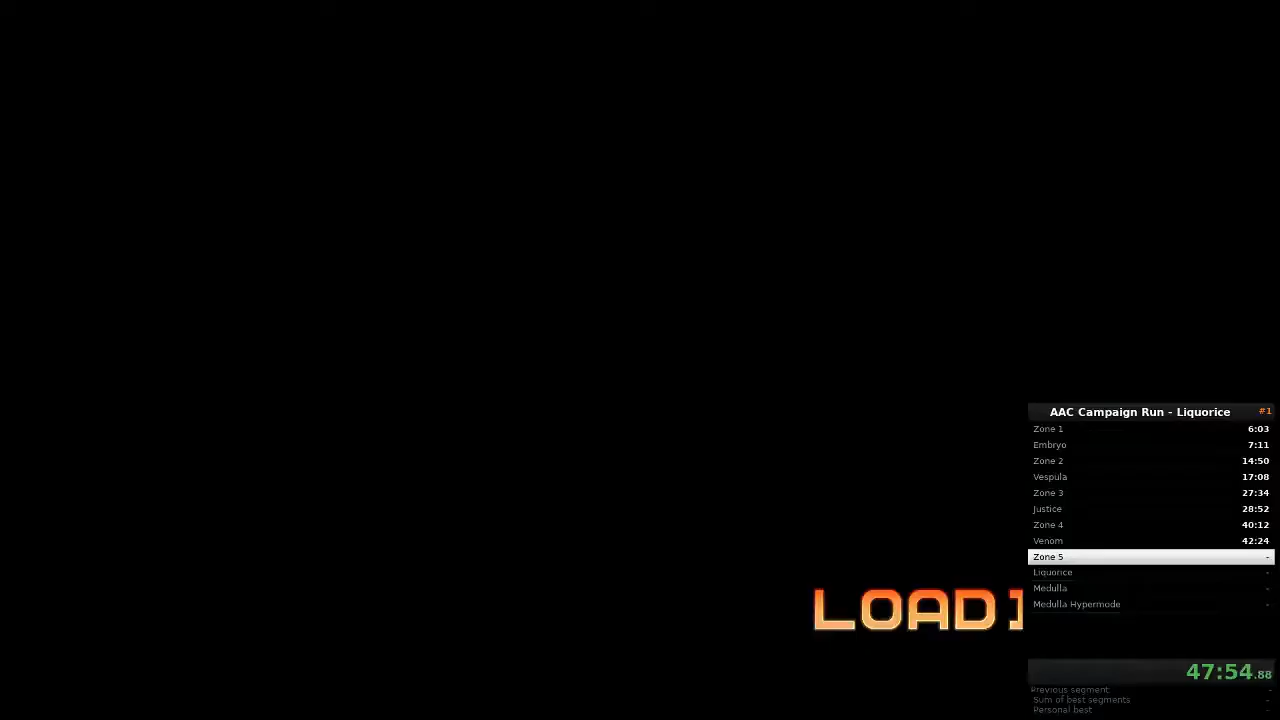 AAC Campaign Run - Liquorice #1
Zone 1 6:03
Embryo 7:11
Zone 2 14:50
Vespula 17:08
Zone 3 27:34
Justice 28:52
Zone 4 40:12
Venom 42:24
Zone 5 -
Liquorice -
Medulla -
Medulla Hypermode -
LOADI
47:54.88
Previous segment -
Sum of best segments -
Personal best -